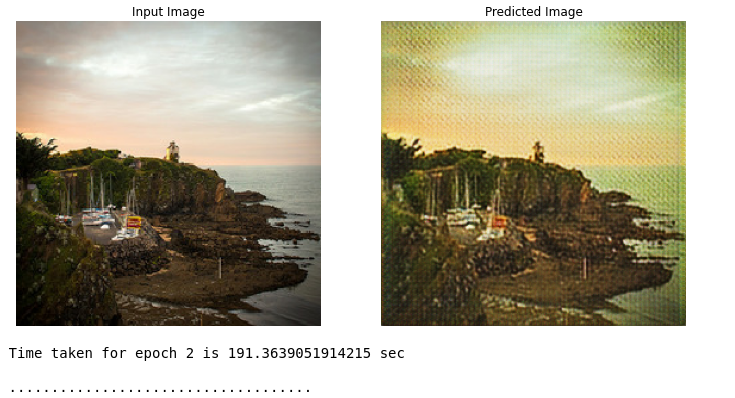 Input Image
Predicted Image
Time taken for epoch 2 is 191.3639051914215 sec
....................................